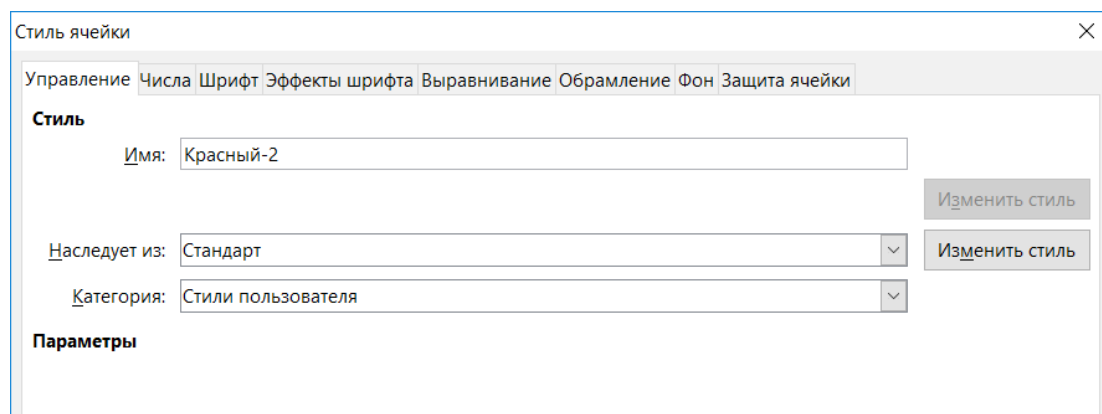 Стиль ячейки
Управление Числа Шрифт Эффекты шрифта Выравнивание Обрамление Фон Защита ячейки
Стиль
Имя: Красный-2
Изменить стиль
Наследует из: Стандарт Изменить стиль
Категория: Стили пользователя
Параметры